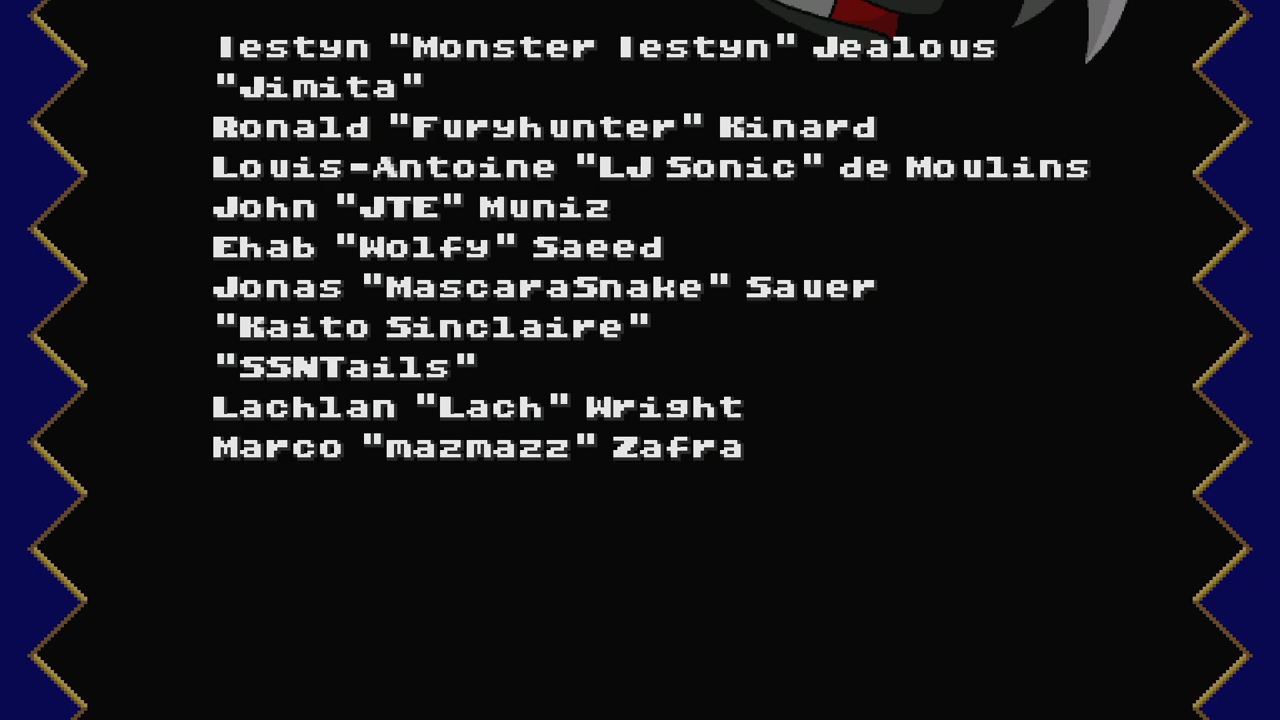 Iestyn "Monster Iestyn" Jealous
"Jimita"
Ronald "Furyhunter" Kinard
Louis-Antoine "LJ Sonic" de Moulins
John "JTE" Muniz
Ehab "Wolfy" Saeed
Jonas "MascaraSnake" Sauer
"Kaito Sinclaire"
"SSNTails"
Lachlan "Lach" Wright
Marco "mazmazz" Zafra